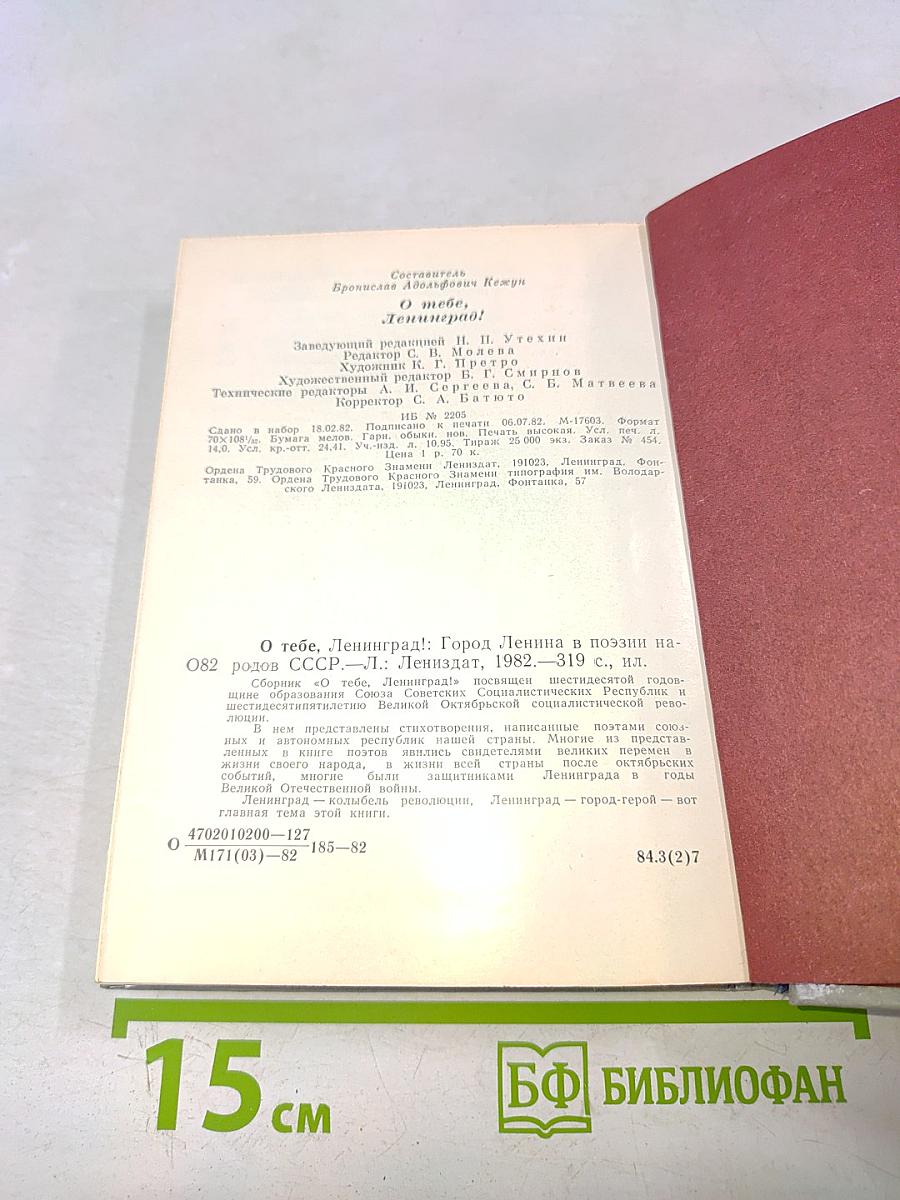 Составитель
Бронислав Адольфович Кежун
О тебе,
Ленинград!
Заведующий редакцией Н. П. Утехин
Редактор С. В. Молева
Художник К. Г. Претро
Художественный редактор Б. Г. Смирнов
Технические редакторы А. И. Сергеева, С. Б. Матвеева
Корректор С. А. Батюто
ИБ № 2205
Сдано в набор 18.02.82. Подписано к печати 06.07.82. М-17603. Формат
70×108¹/₃₂. Бумага мелов. Гарн. обыкн. нов. Печать высокая. Усл. печ. л.
14,0. Усл. кр.-отт. 24,41. Уч.-изд. л. 10,95. Тираж 25 000 экз. Заказ № 454.
Цена 1 р. 70 к.
Ордена Трудового Красного Знамени Лениздат, 191023, Ленинград, Фон-
танка, 59. Ордена Трудового Красного Знамени типография им. Володар-
ского Лениздата, 191023, Ленинград, Фонтанка, 57
О тебе, Ленинград!: Город Ленина в поэзии на-
О82 родов СССР.—Л.: Лениздат, 1982.—319 с., ил.
Сборник «О тебе, Ленинград!» посвящен шестидесятой годов-
щине образования Союза Советских Социалистических Республик и
шестидесятипятилетию Великой Октябрьской социалистической рево-
люции.
В нем представлены стихотворения, написанные поэтами союз-
ных и автономных республик нашей страны. Многие из представ-
ленных в книге поэтов явились свидетелями великих перемен в
жизни своего народа, в жизни всей страны после октябрьских
событий, многие были защитниками Ленинграда в годы
Великой Отечественной войны.
Ленинград — колыбель революции, Ленинград — город-герой — вот
главная тема этой книги.
О 4702010200—127 185—82
М171(03)—82
84.3(2)7
15 см
БФ БИБЛИОФАН